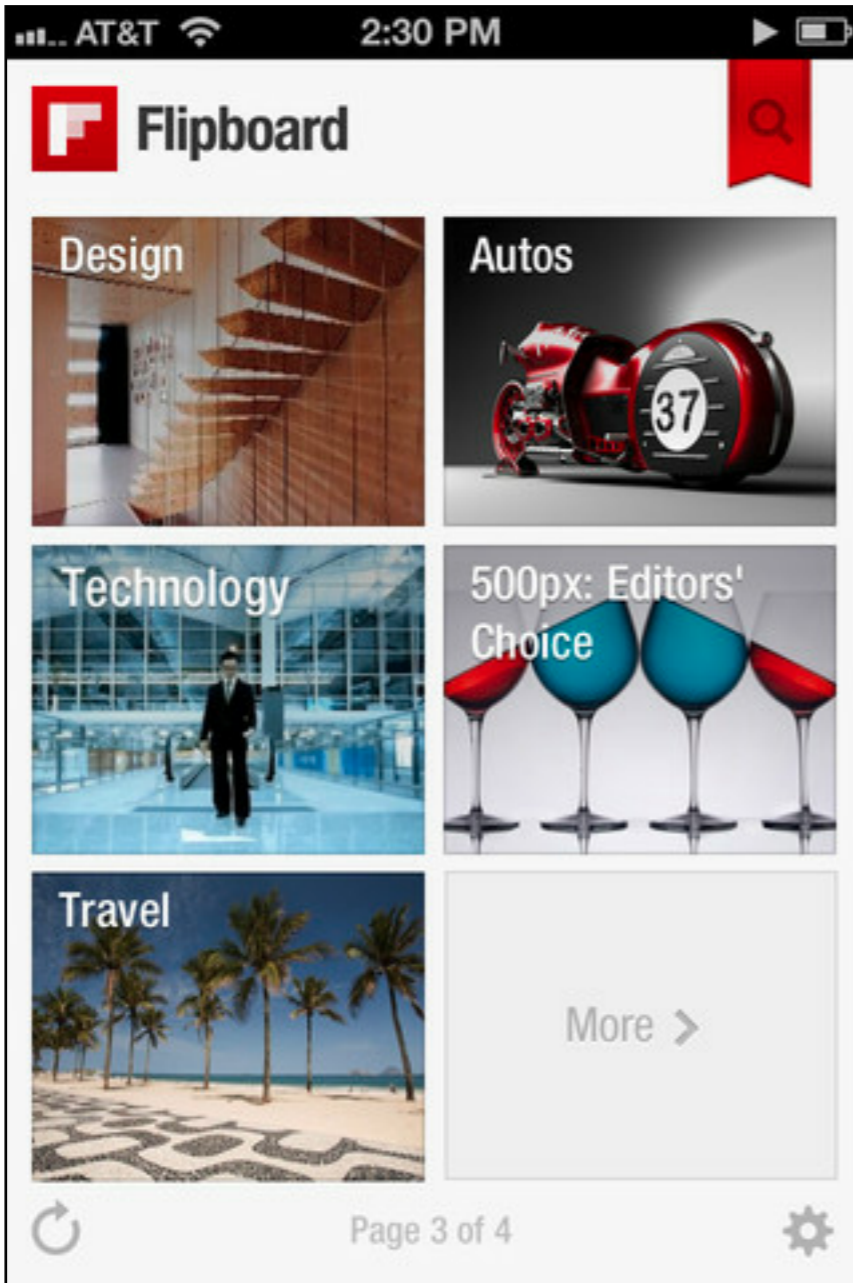 AT&T 2:30 PM
Flipboard
Design
Autos
37
Technology
500px: Editors'
Choice
Travel
More
Page 3 of 4